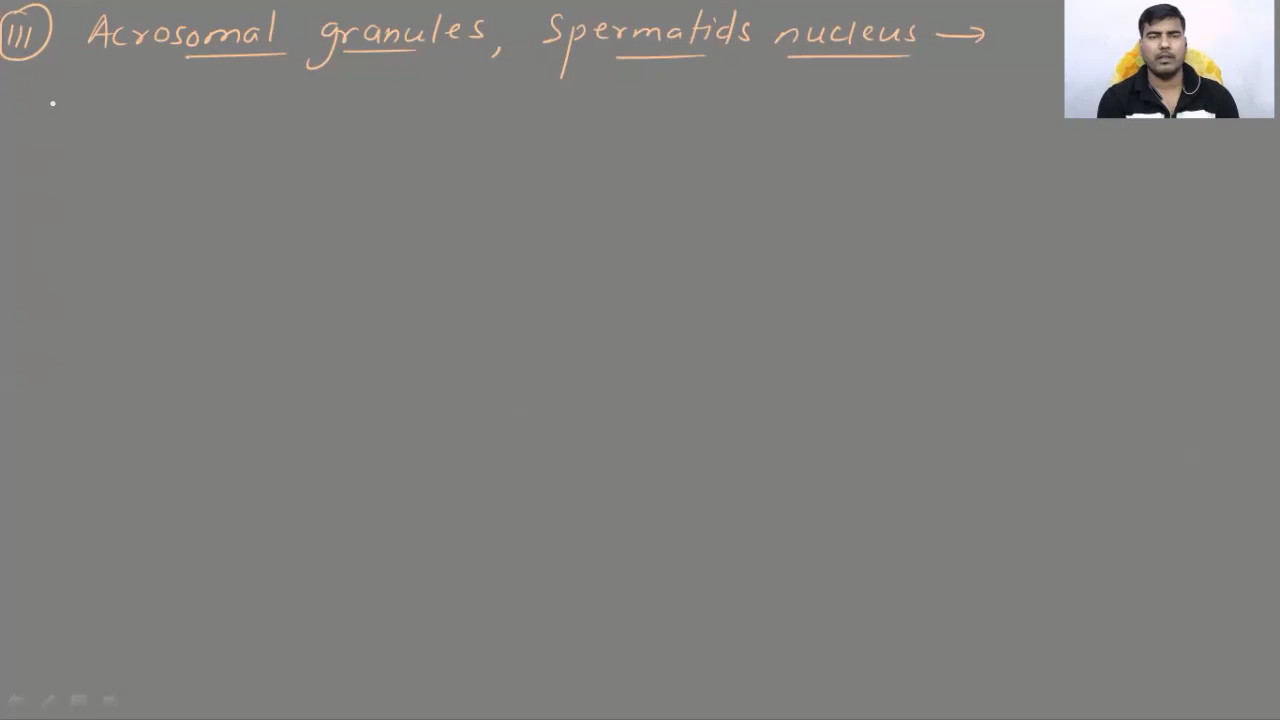 (III) Acrosomal granules, Spermatids nucleus →